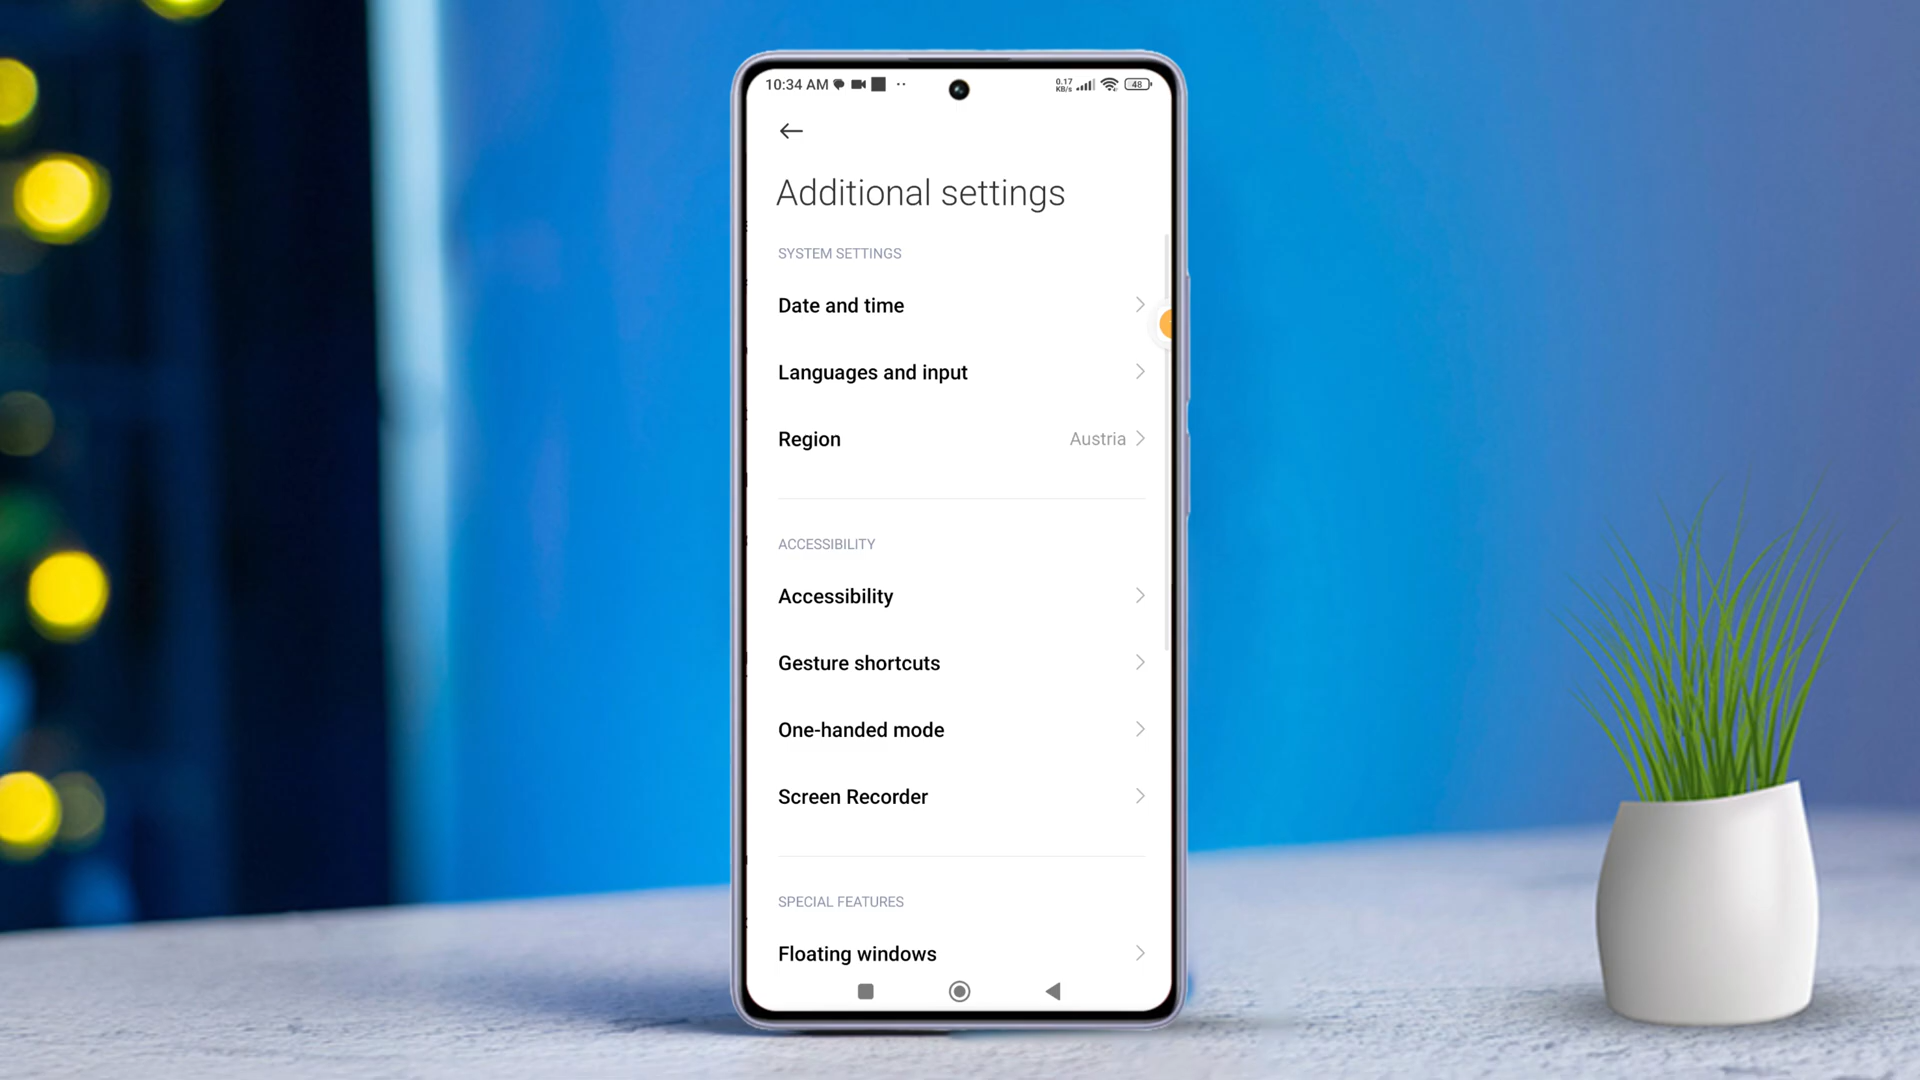 10:34 AM
0.17
KB/s
48
Additional settings
SYSTEM SETTINGS
Date and time
Languages and input
Region
Austria
ACCESSIBILITY
Accessibility
Gesture shortcuts
One-handed mode
Screen Recorder
SPECIAL FEATURES
Floating windows